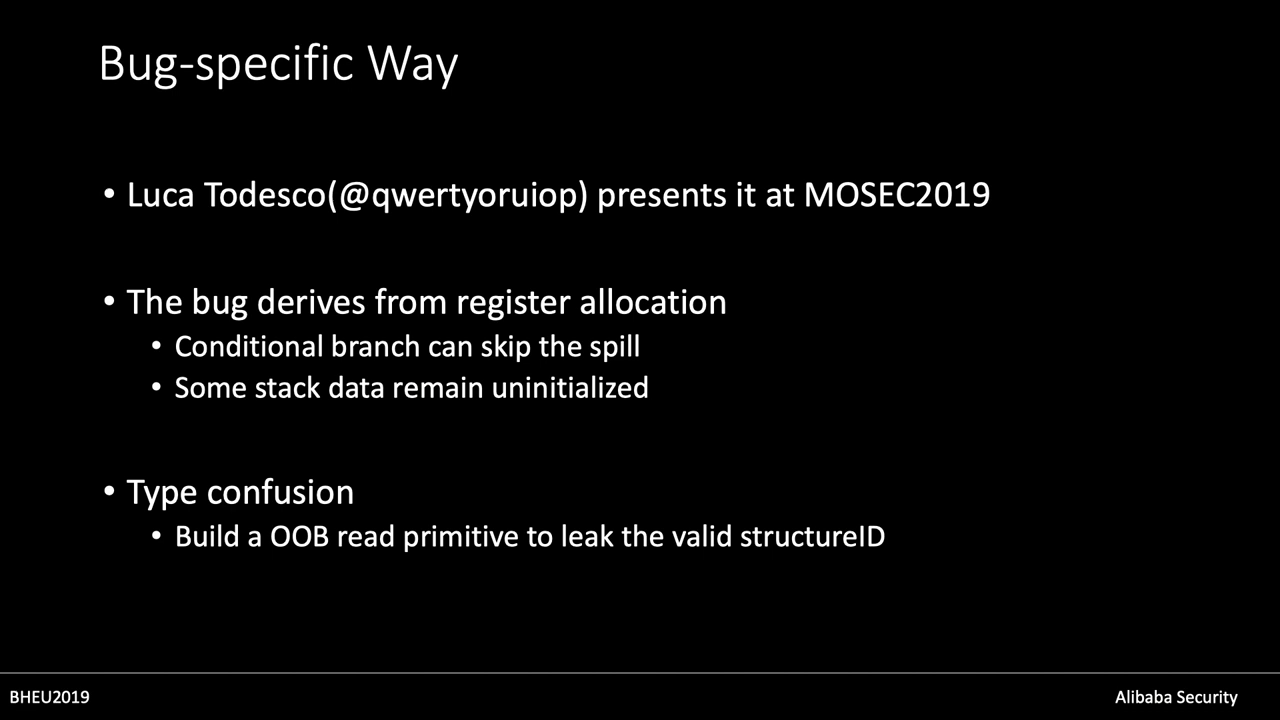 Bug-specific Way
• Luca Todesco(@qwertyoruiop) presents it at MOSEC2019
• The bug derives from register allocation
• Conditional branch can skip the spill
• Some stack data remain uninitialized
• Type confusion
• Build a OOB read primitive to leak the valid structureID
BHEU2019
Alibaba Security